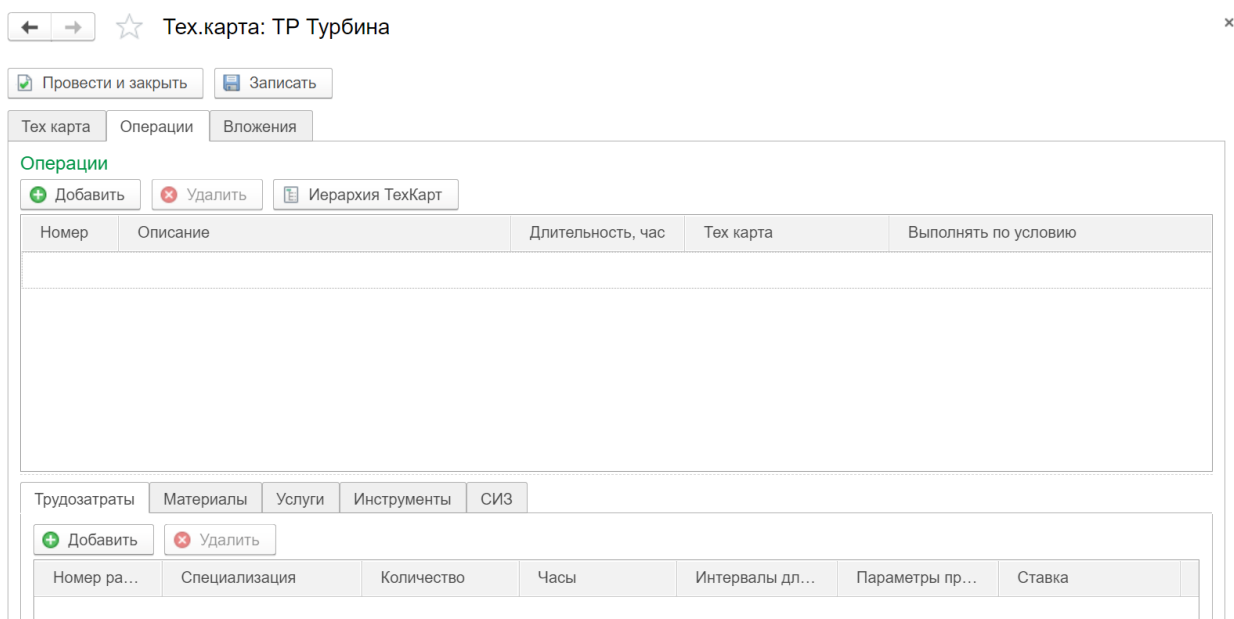 Тех.карта: ТР Турбина
Провести и закрыть Записать
Тех карта Операции Вложения
Операции
Добавить Удалить Иерархия ТехКарт
Номер Описание Длительность, час Тех карта Выполнять по условию
Трудозатраты Материалы Услуги Инструменты СИЗ
Добавить Удалить
Номер ра... Специализация Количество Часы Интервалы дл... Параметры пр... Ставка